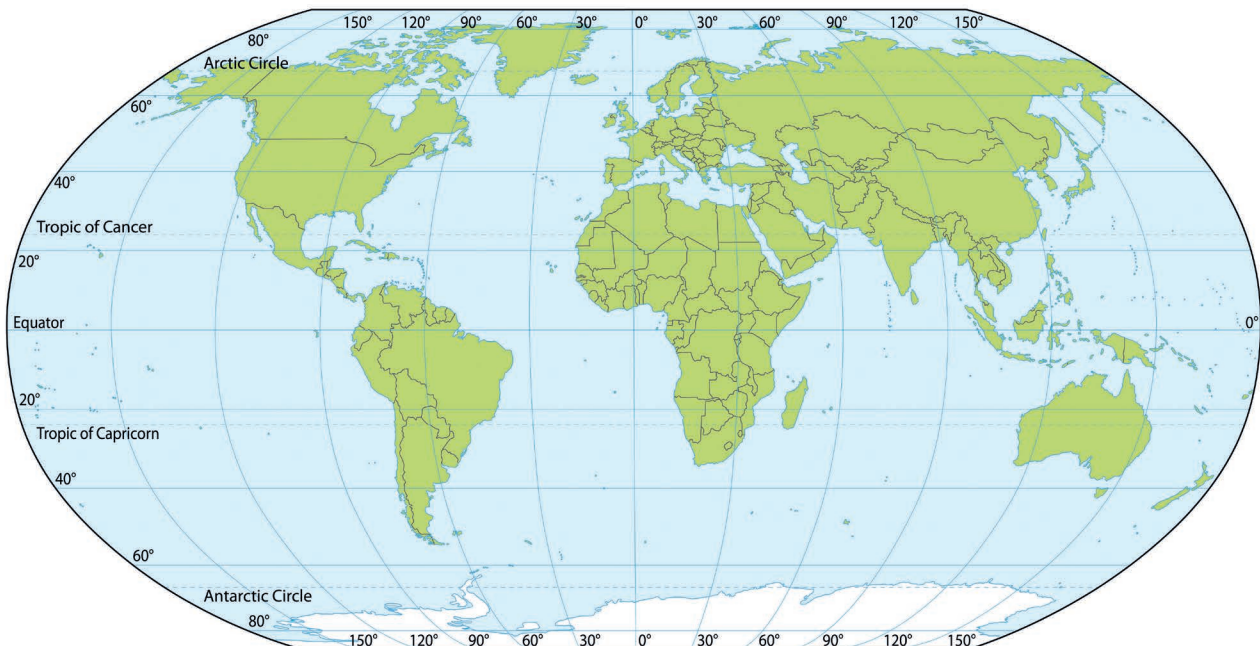 150° 120° 90° 60° 30° 0° 30° 60° 90° 120° 150°
80°
Arctic Circle
60°
40°
Tropic of Cancer
20°
Equator 0°
20°
Tropic of Capricorn
40°
60°
Antarctic Circle
80°
150° 120° 90° 60° 30° 0° 30° 60° 90° 120° 150°